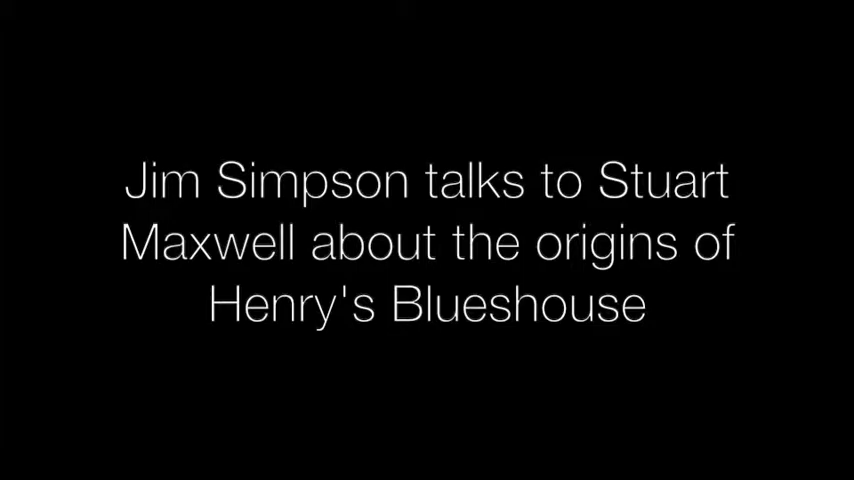 Jim Simpson talks to Stuart
Maxwell about the origins of
Henry's Blueshouse